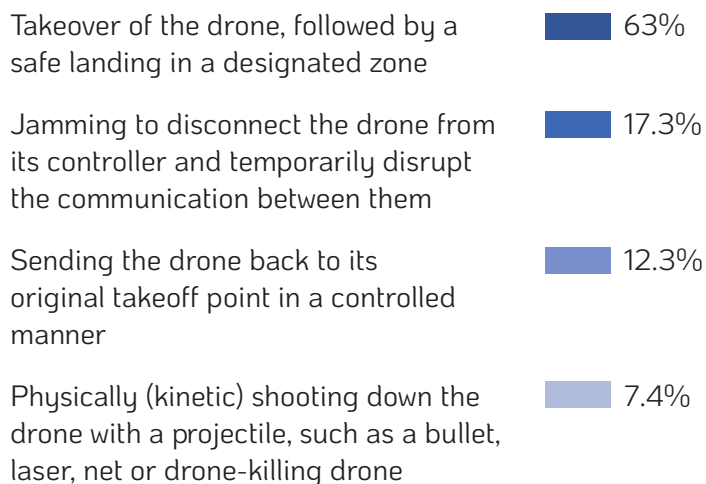 Takeover of the drone, followed by a 63%
safe landing in a designated zone
Jamming to disconnect the drone from 17.3%
its controller and temporarily disrupt
the communication between them
Sending the drone back to its 12.3%
original takeoff point in a controlled
manner
Physically (kinetic) shooting down the 7.4%
drone with a projectile, such as a bullet,
laser, net or drone-killing drone